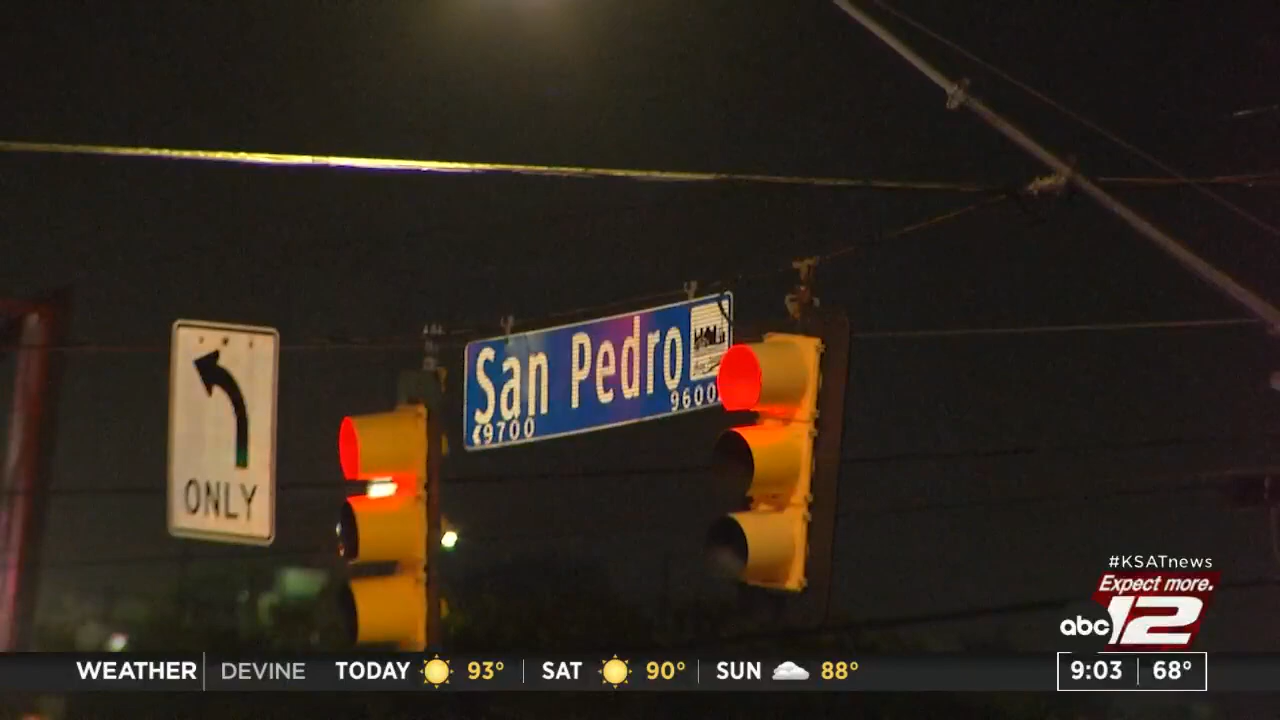 San Pedro
9600
<9700
ONLY
#KSATnews
Expect more.
abc 12
WEATHER DEVINE TODAY 93° SAT 90° SUN 88° 9:03 68°